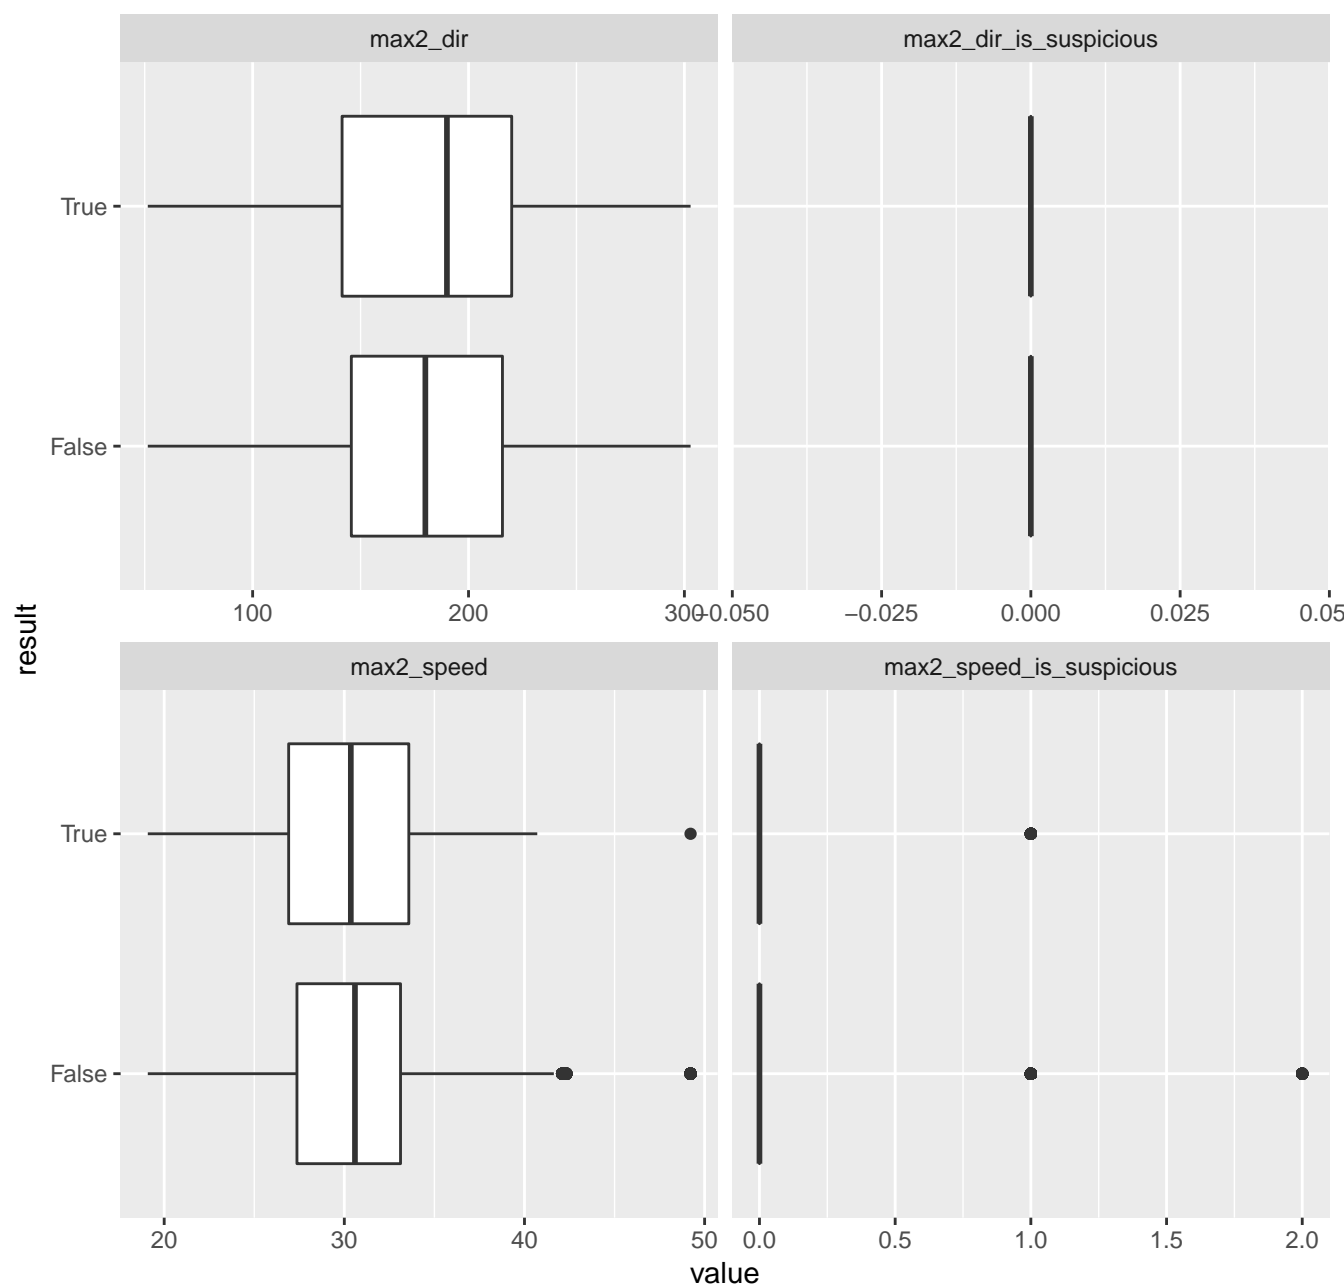 max2_dir
max2_dir_is_suspicious
True
False
100 200 300
−0.050 −0.025 0.000 0.025 0.05
result
max2_speed
max2_speed_is_suspicious
True
False
20 30 40 50
0.0 0.5 1.0 1.5 2.0
value